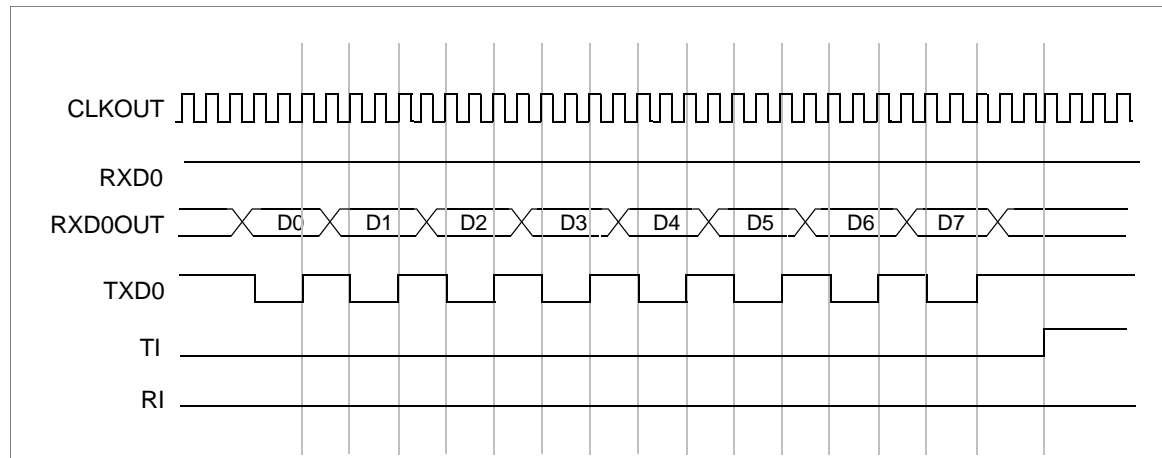 CLKOUT
RXD0
RXD0OUT D0 D1 D2 D3 D4 D5 D6 D7
TXD0
TI
RI